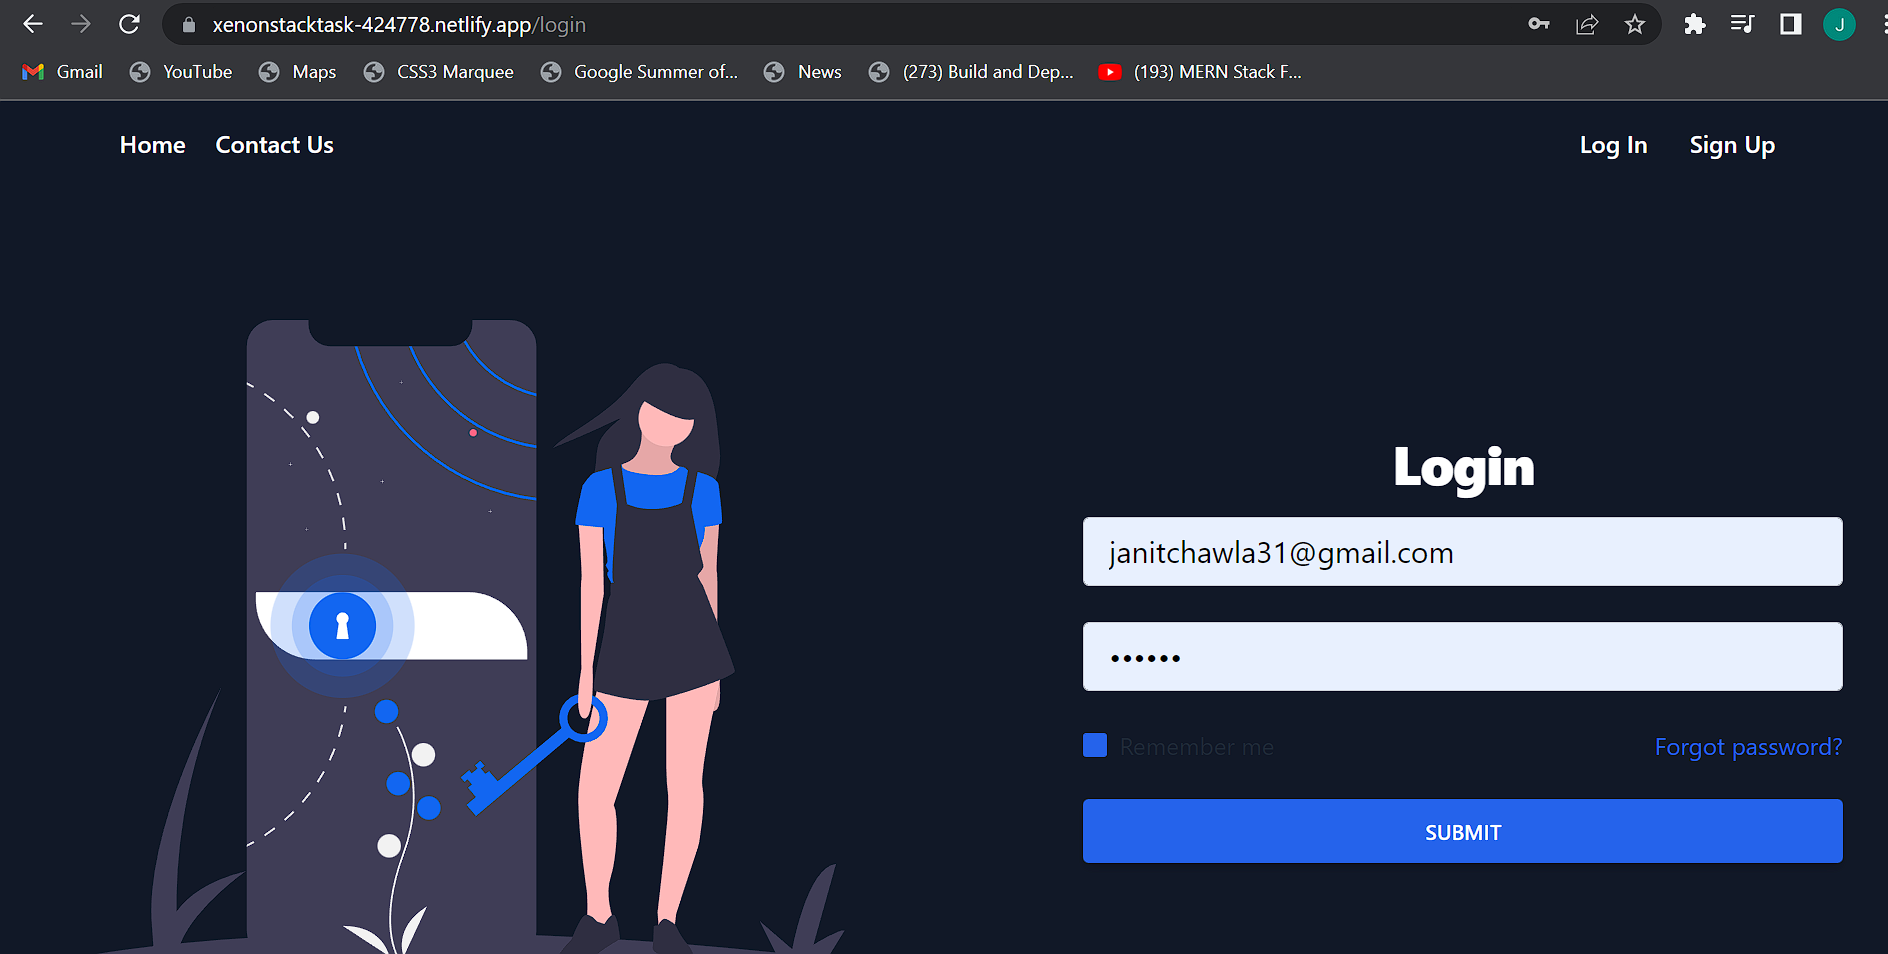 xenonstacktask-424778.netlify.app/login
J
Gmail YouTube Maps CSS3 Marquee Google Summer of... News (273) Build and Dep... (193) MERN Stack F...
Home Contact Us Log In Sign Up
Login
janitchawla31@gmail.com
••••••
Remember me Forgot password?
SUBMIT